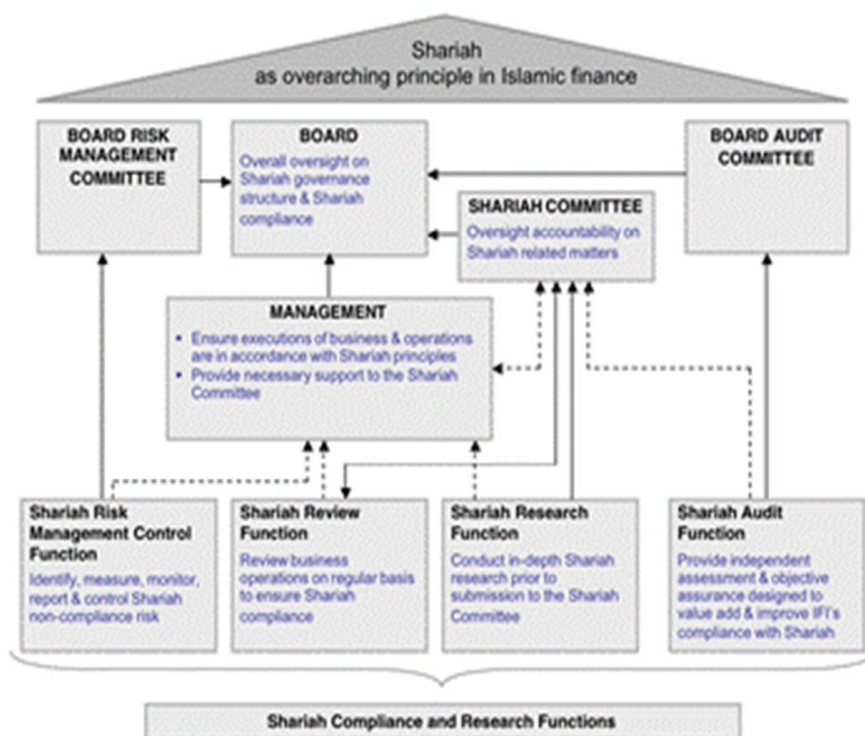 Shariah
as overarching principle in Islamic finance
BOARD RISK
MANAGEMENT
COMMITTEE
BOARD
Overall oversight on
Shariah governance
structure & Shariah
compliance
BOARD AUDIT
COMMITTEE
SHARIAH COMMITTEE
Oversight accountability on
Shariah related matters
MANAGEMENT
▪ Ensure executions of business & operations
are in accordance with Shariah principles
▪ Provide necessary support to the Shariah
Committee
Shariah Risk
Management Control
Function
Identify, measure, monitor,
report & control Shariah
non-compliance risk
Shariah Review
Function
Review business
operations on regular basis
to ensure Shariah
compliance
Shariah Research
Function
Conduct in-depth Shariah
research prior to
submission to the Shariah
Committee
Shariah Audit
Function
Provide independent
assessment & objective
assurance designed to
value add & improve IFI's
compliance with Shariah
Shariah Compliance and Research Functions